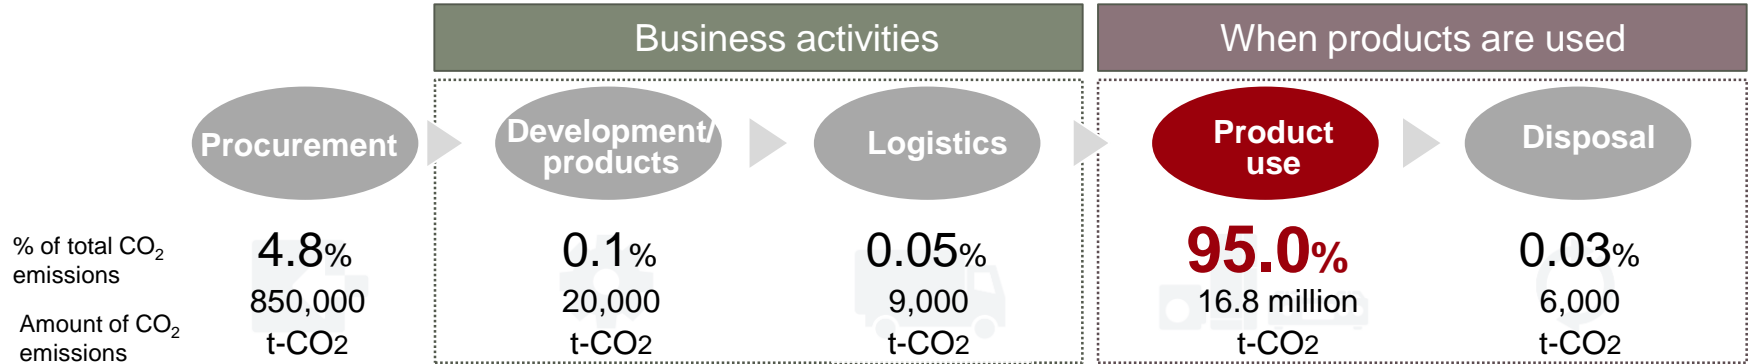 Business activities
When products are used
Procurement
Development/
products
Logistics
Product
use
Disposal
% of total CO2
emissions
4.8%
0.1%
0.05%
95.0%
0.03%
Amount of CO2
emissions
850,000
t-CO2
20,000
t-CO2
9,000
t-CO2
16.8 million
t-CO2
6,000
t-CO2